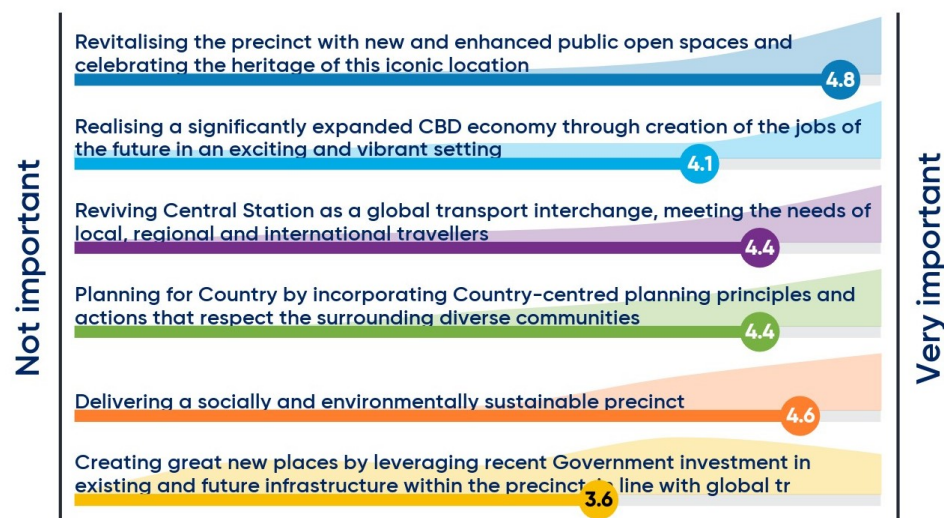 Not important
Revitalising the precinct with new and enhanced public open spaces and
celebrating the heritage of this iconic location
4.8
Realising a significantly expanded CBD economy through creation of the jobs of
the future in an exciting and vibrant setting
4.1
Reviving Central Station as a global transport interchange, meeting the needs of
local, regional and international travellers
4.4
Planning for Country by incorporating Country-centred planning principles and
actions that respect the surrounding diverse communities
4.4
Delivering a socially and environmentally sustainable precinct
4.6
Creating great new places by leveraging recent Government investment in
existing and future infrastructure within the precinct line with global tr
3.6
Very important